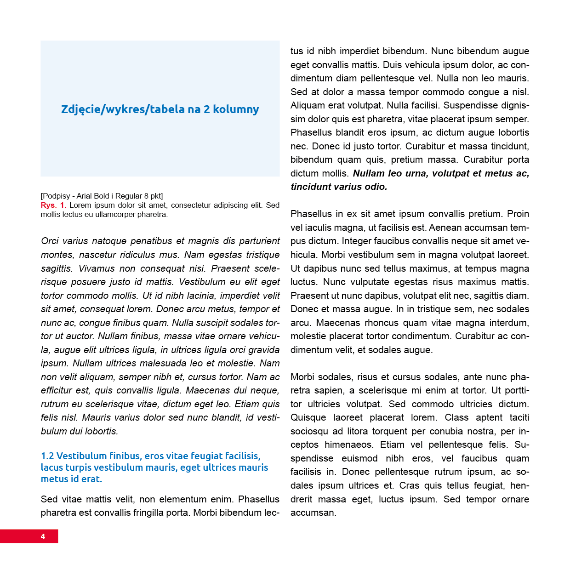 Zdjęcie/wykres/tabela na 2 kolumny
[Podpisy - Arial Bold i Regular 8 pkt]
Rys. 1. Lorem ipsum dolor sit amet, consectetur adipiscing elit. Sed
mollis lectus eu ullamcorper pharetra.
Orci varius natoque penatibus et magnis dis parturient
montes, nascetur ridiculus mus. Nam egestas tristique
sagittis. Vivamus non consequat nisl. Praesent scele-
risque posuere justo id mattis. Vestibulum eu elit eget
tortor commodo mollis. Ut id nibh lacinia, imperdiet velit
sit amet, consequat lorem. Donec arcu metus, tempor et
nunc ac, congue finibus quam. Nulla suscipit sodales tor-
tor ut auctor. Nullam finibus, massa vitae ornare vehicu-
la, augue elit ultrices ligula, in ultrices ligula orci gravida
ipsum. Nullam ultrices malesuada leo et molestie. Nam
non velit aliquam, semper nibh et, cursus tortor. Nam ac
efficitur est, quis convallis ligula. Maecenas dui neque,
rutrum eu scelerisque vitae, dictum eget leo. Etiam quis
felis nisl. Mauris varius dolor sed nunc blandit, id vesti-
bulum dui lobortis.
1.2 Vestibulum finibus, eros vitae feugiat facilisis,
lacus turpis vestibulum mauris, eget ultrices mauris
metus id erat.
Sed vitae mattis velit, non elementum enim. Phasellus
pharetra est convallis fringilla porta. Morbi bibendum lec-
tus id nibh imperdiet bibendum. Nunc bibendum augue
eget convallis mattis. Duis vehicula ipsum dolor, ac con-
dimentum diam pellentesque vel. Nulla non leo mauris.
Sed at dolor a massa tempor commodo congue a nisl.
Aliquam erat volutpat. Nulla facilisi. Suspendisse dignis-
sim dolor quis est pharetra, vitae placerat ipsum semper.
Phasellus blandit eros ipsum, ac dictum augue lobortis
nec. Donec id justo tortor. Curabitur et massa tincidunt,
bibendum quam quis, pretium massa. Curabitur porta
dictum mollis. Nullam leo urna, volutpat et metus ac,
tincidunt varius odio.
Phasellus in ex sit amet ipsum convallis pretium. Proin
vel iaculis magna, ut facilisis est. Aenean accumsan tem-
pus dictum. Integer faucibus convallis neque sit amet ve-
hicula. Morbi vestibulum sem in magna volutpat laoreet.
Ut dapibus nunc sed tellus maximus, at tempus magna
luctus. Nunc vulputate egestas risus maximus mattis.
Praesent ut nunc dapibus, volutpat elit nec, sagittis diam.
Donec et massa augue. In in tristique sem, nec sodales
arcu. Maecenas rhoncus quam vitae magna interdum,
molestie placerat tortor condimentum. Curabitur ac con-
dimentum velit, et sodales augue.
Morbi sodales, risus et cursus sodales, ante nunc pha-
retra sapien, a scelerisque mi enim at tortor. Ut portti-
tor ultricies volutpat. Sed commodo ultricies dictum.
Quisque laoreet placerat lorem. Class aptent taciti
sociosqu ad litora torquent per conubia nostra, per in-
ceptos himenaeos. Etiam vel pellentesque felis. Su-
spendisse euismod nibh eros, vel faucibus quam
facilisis in. Donec pellentesque rutrum ipsum, ac so-
dales ipsum ultrices et. Cras quis tellus feugiat, hen-
drerit massa eget, luctus ipsum. Sed tempor ornare
accumsan.
4